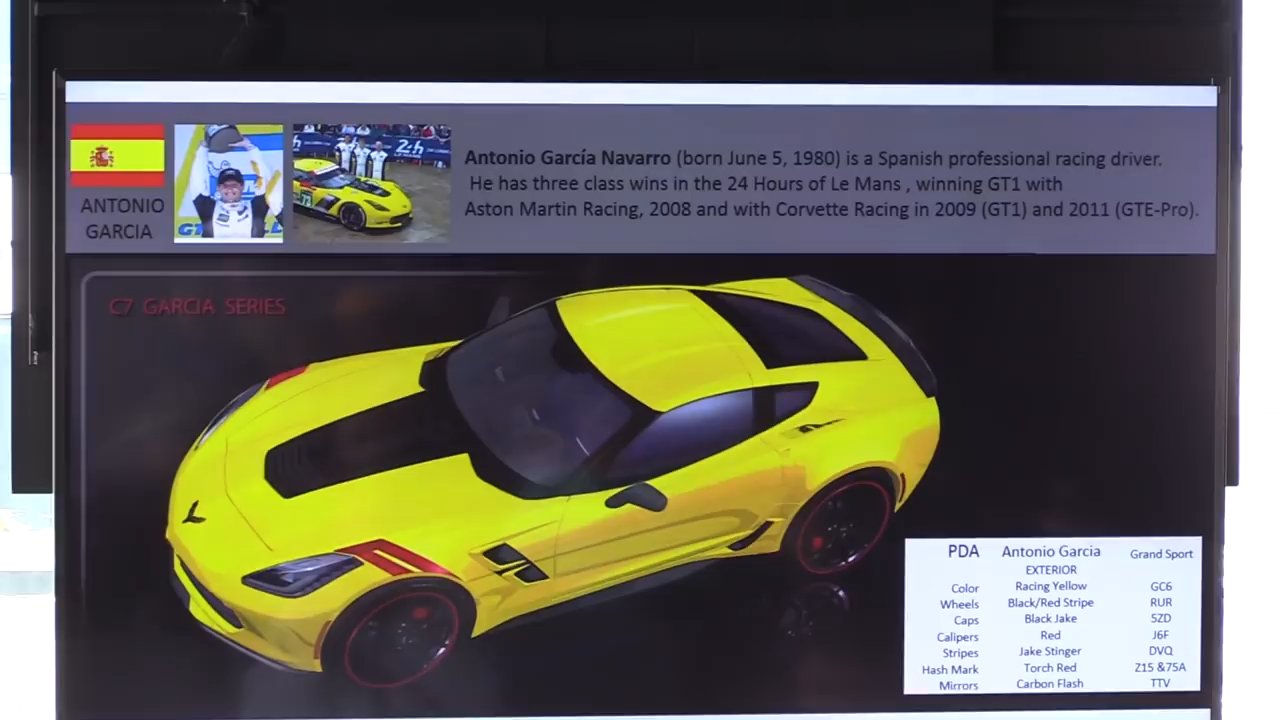 ANTONIO
GARCIA
24h
Antonio García Navarro (born June 5, 1980) is a Spanish professional racing driver.
He has three class wins in the 24 Hours of Le Mans , winning GT1 with
Aston Martin Racing, 2008 and with Corvette Racing in 2009 (GT1) and 2011 (GTE-Pro).
C7 GARCIA SERIES
PDA Antonio Garcia Grand Sport
EXTERIOR
Color Racing Yellow GC6
Wheels Black/Red Stripe RUR
Caps Black Jake 5ZD
Calipers Red J6F
Stripes Jake Stinger DVQ
Hash Mark Torch Red Z15 &75A
Mirrors Carbon Flash TTV